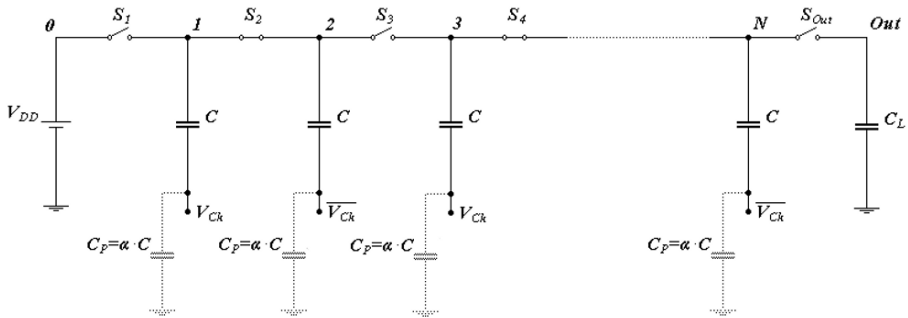 0 S1 1 S2 2 S3 3 S4 N SOut Out
VDD C C C C CL
VCk VCk VCk VCk
CP=α·C CP=α·C CP=α·C CP=α·C